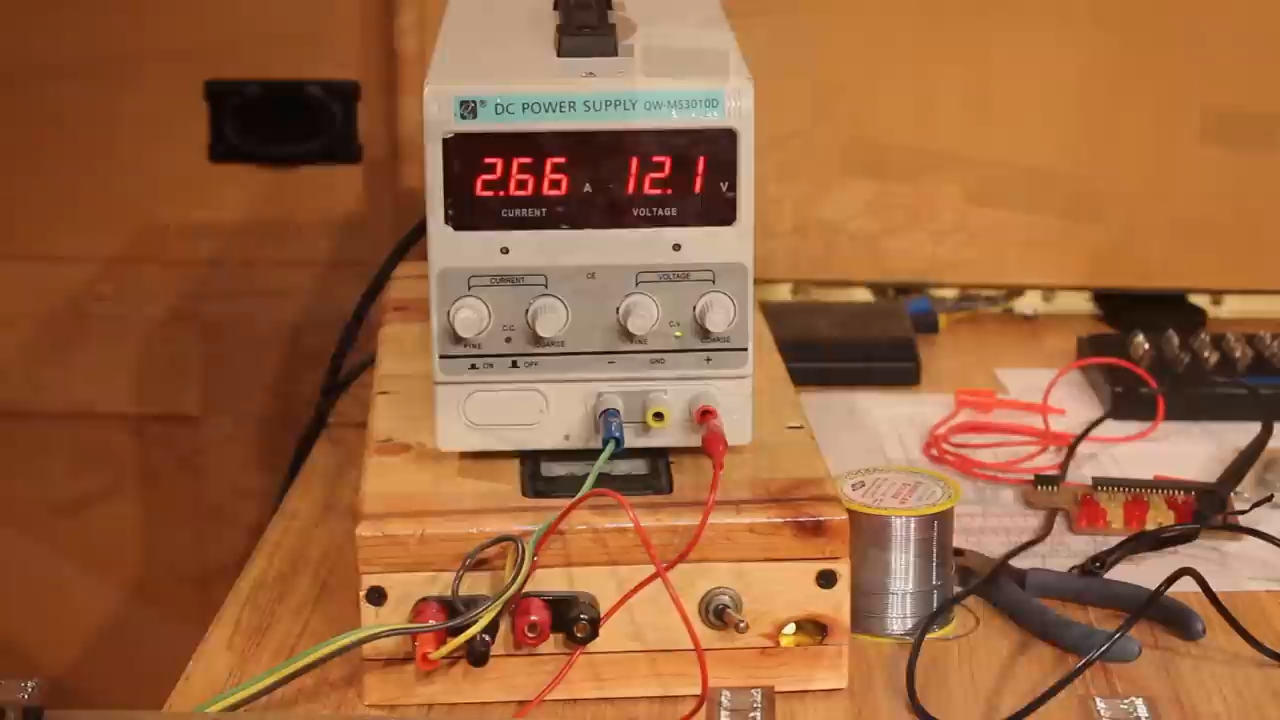 ® DC POWER SUPPLY QW-MS3010D
2.66 A 12.1 V
CURRENT VOLTAGE
CE
CURRENT VOLTAGE
C.C. C.V
FINE COARSE FINE COARSE
ON OFF − GND +